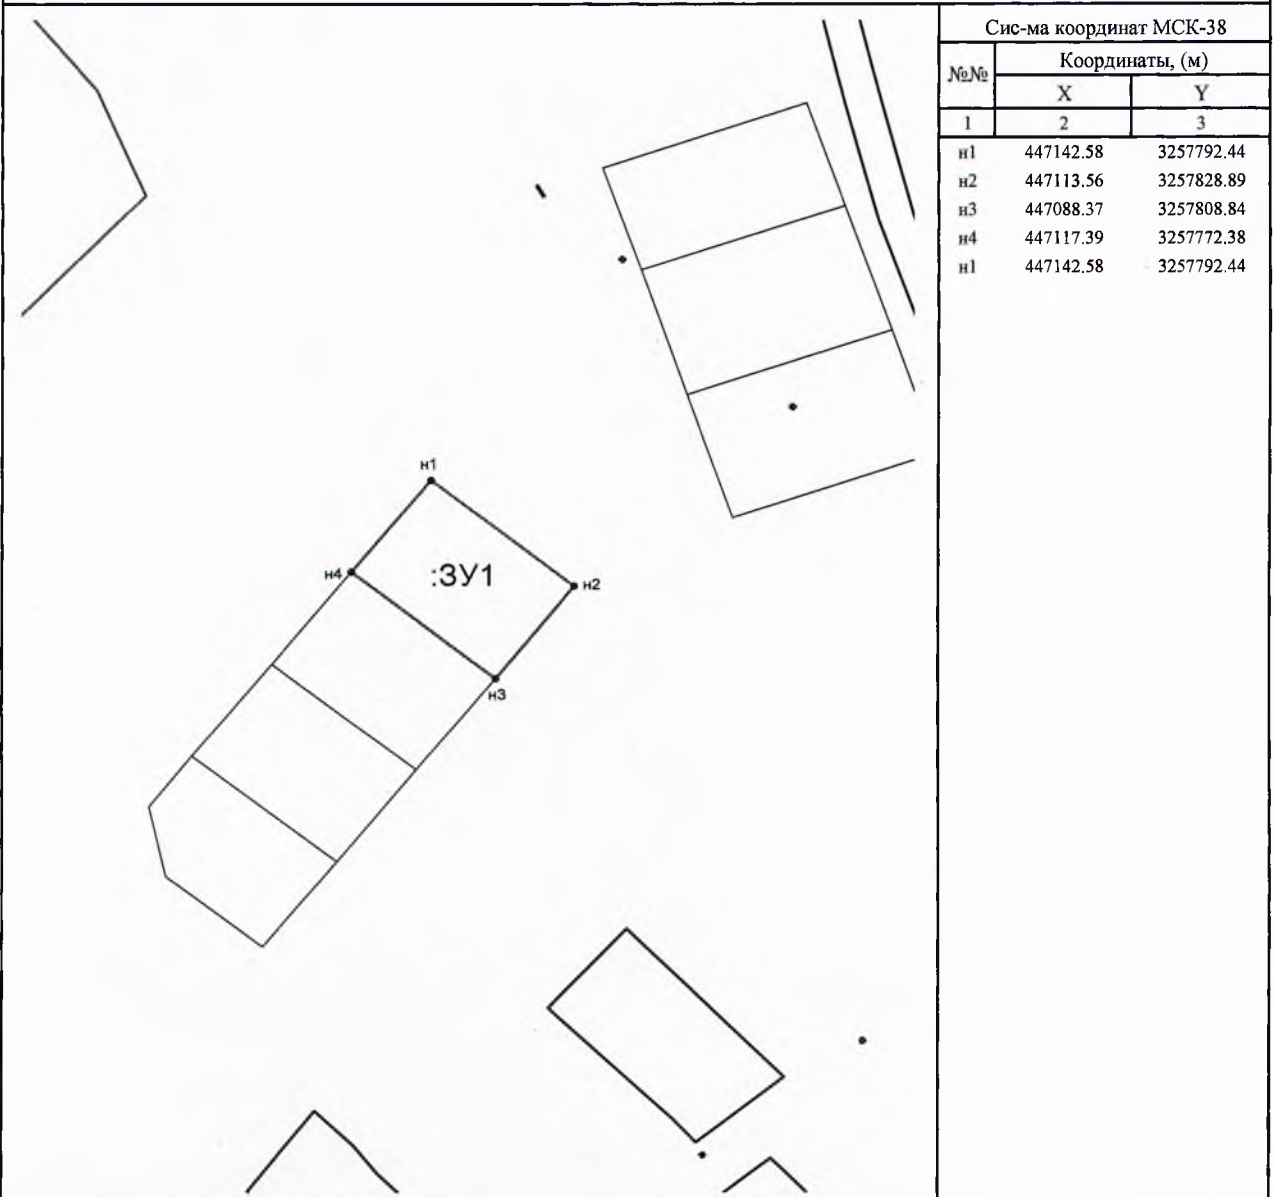 Сис-ма координат МСК-38
№№ Координаты, (м)
X Y
1 2 3
н1 447142.58 3257792.44
н2 447113.56 3257828.89
н3 447088.37 3257808.84
н4 447117.39 3257772.38
н1 447142.58 3257792.44
н1
н4 :ЗУ1 н2
н3